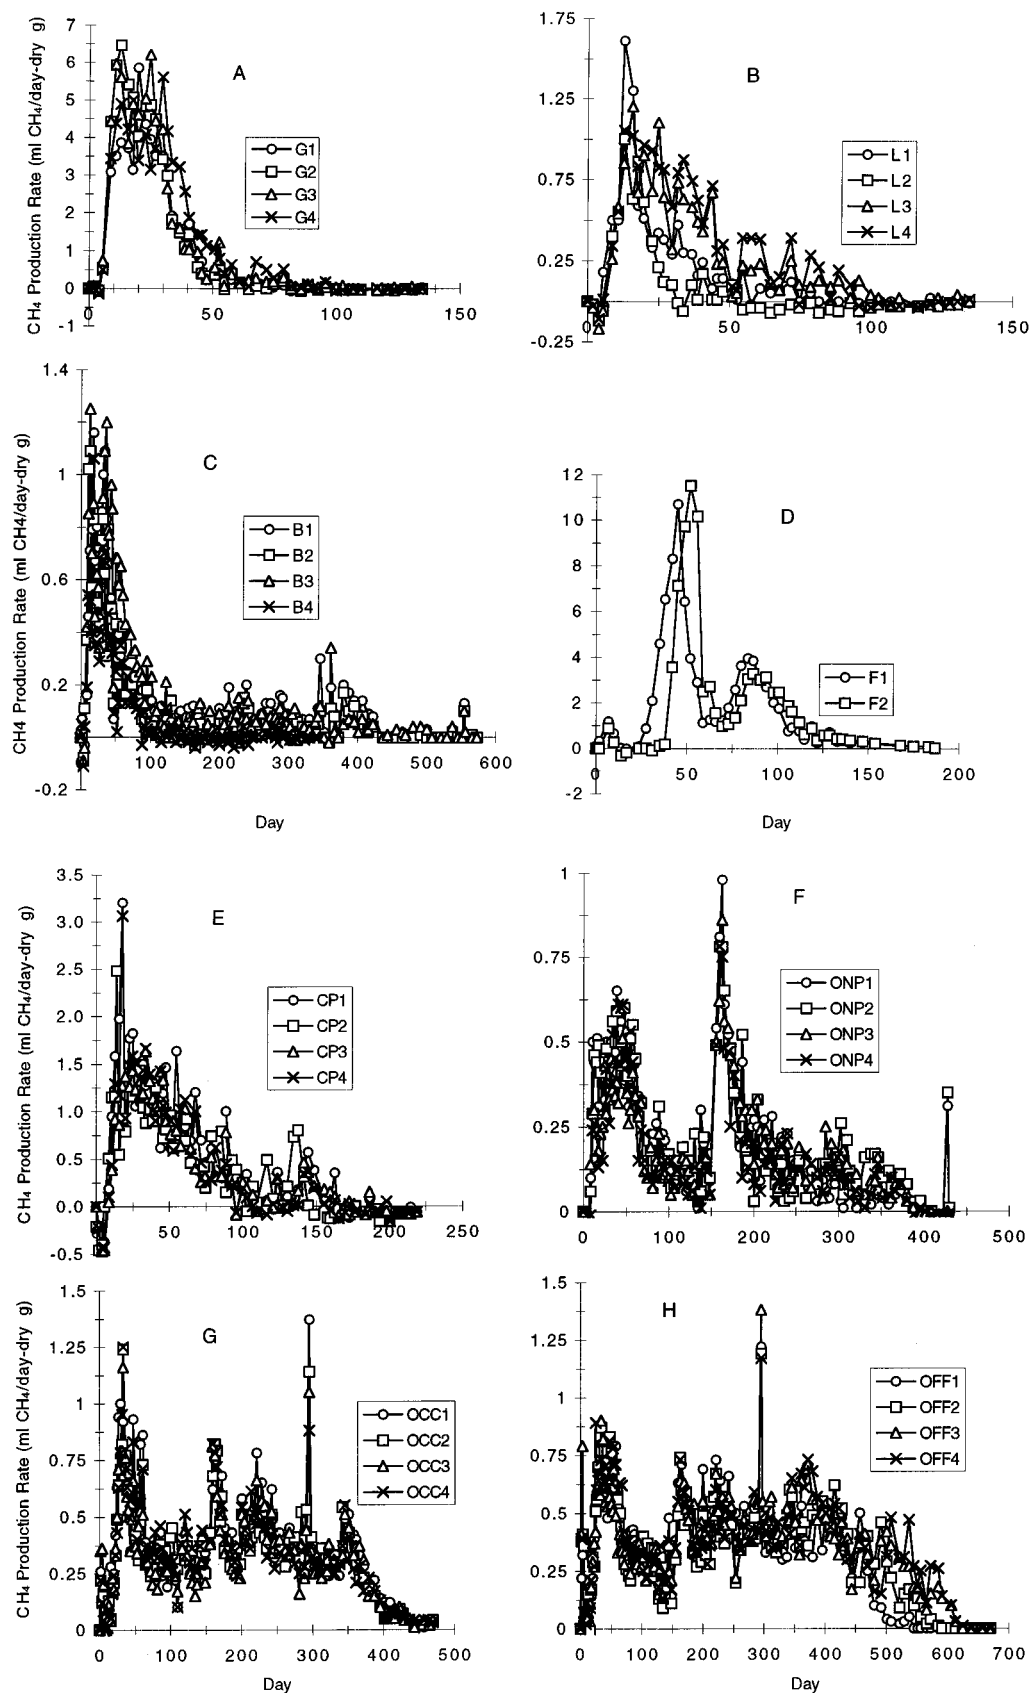 CH₄ Production Rate (ml CH₄/day-dry g)
7
6
5
4
3
2
1
0
-1
0
50
100
150
A
G1
G2
G3
G4
1.75
1.25
0.75
0.25
-0.25
0
50
100
150
B
L1
L2
L3
L4
CH4 Production Rate (ml CH4/day-dry g)
1.4
1
0.6
0.2
-0.2
100
200
300
400
500
600
C
B1
B2
B3
B4
Day
12
10
8
6
4
2
0
-2
0
50
100
150
200
D
F1
F2
Day
CH₄ Production Rate (ml CH₄/day-dry g)
3.5
3.0
2.5
2.0
1.5
1.0
0.5
0.0
-0.5
50
100
150
200
250
E
CP1
CP2
CP3
CP4
1
0.75
0.5
0.25
0
0
100
200
300
400
500
F
ONP1
ONP2
ONP3
ONP4
CH₄ Production Rate (ml CH₄/day-dry g)
1.5
1.25
1
0.75
0.5
0.25
0
0
100
200
300
400
500
G
OCC1
OCC2
OCC3
OCC4
Day
1.5
1.25
1
0.75
0.5
0.25
0
0
100
200
300
400
500
600
700
H
OFF1
OFF2
OFF3
OFF4
Day